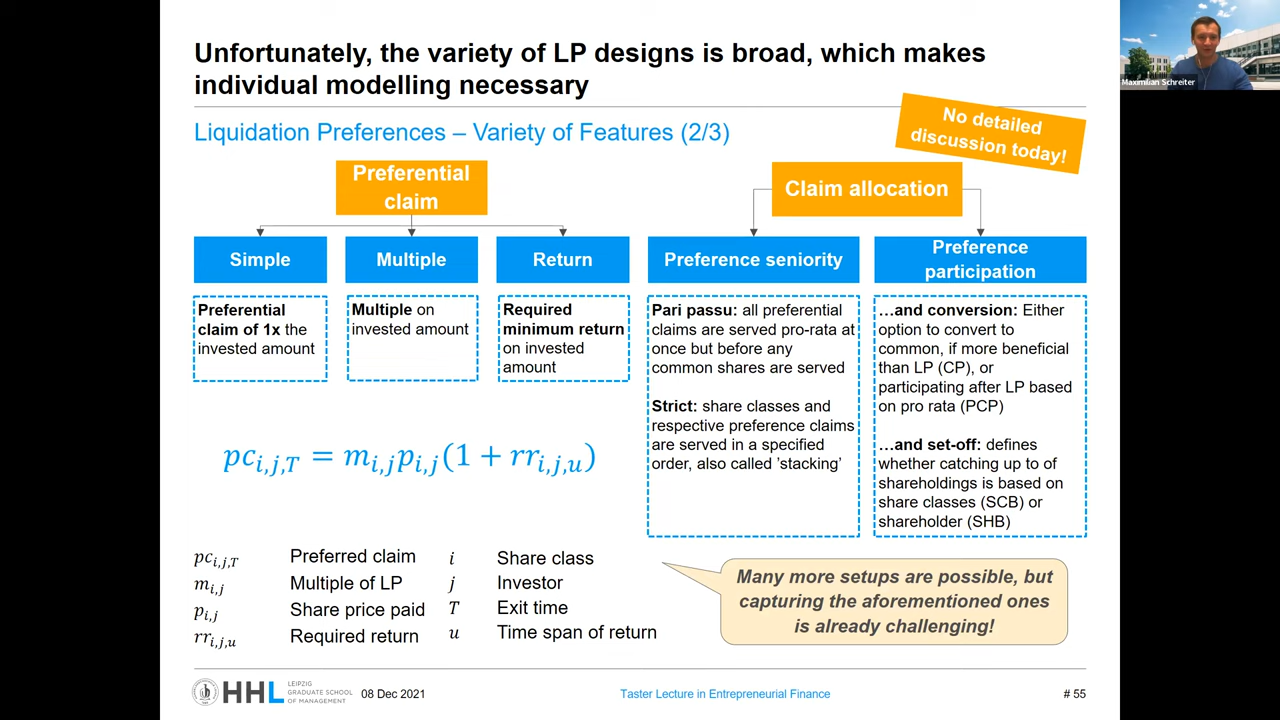 Unfortunately, the variety of LP designs is broad, which makes
individual modelling necessary
Liquidation Preferences – Variety of Features (2/3)
No detailed
discussion today!
Maximilian Schreiter
Preferential
claim
Claim allocation
Simple
Multiple
Return
Preference seniority
Preference
participation
Preferential
claim of 1x the
invested amount
Multiple on
invested amount
Required
minimum return
on invested
amount
Pari passu: all preferential
claims are served pro-rata at
once but before any
common shares are served
Strict: share classes and
respective preference claims
are served in a specified
order, also called 'stacking'
…and conversion: Either
option to convert to
common, if more beneficial
than LP (CP), or
participating after LP based
on pro rata (PCP)
…and set-off: defines
whether catching up to of
shareholdings is based on
share classes (SCB) or
shareholder (SHB)
pc_{i,j,T} = m_{i,j}p_{i,j}(1 + rr_{i,j,u})
pc_{i,j,T} Preferred claim i Share class
m_{i,j} Multiple of LP j Investor
p_{i,j} Share price paid T Exit time
rr_{i,j,u} Required return u Time span of return
Many more setups are possible, but
capturing the aforementioned ones
is already challenging!
HHL
LEIPZIG
GRADUATE SCHOOL
OF MANAGEMENT
08 Dec 2021
Taster Lecture in Entrepreneurial Finance
# 55